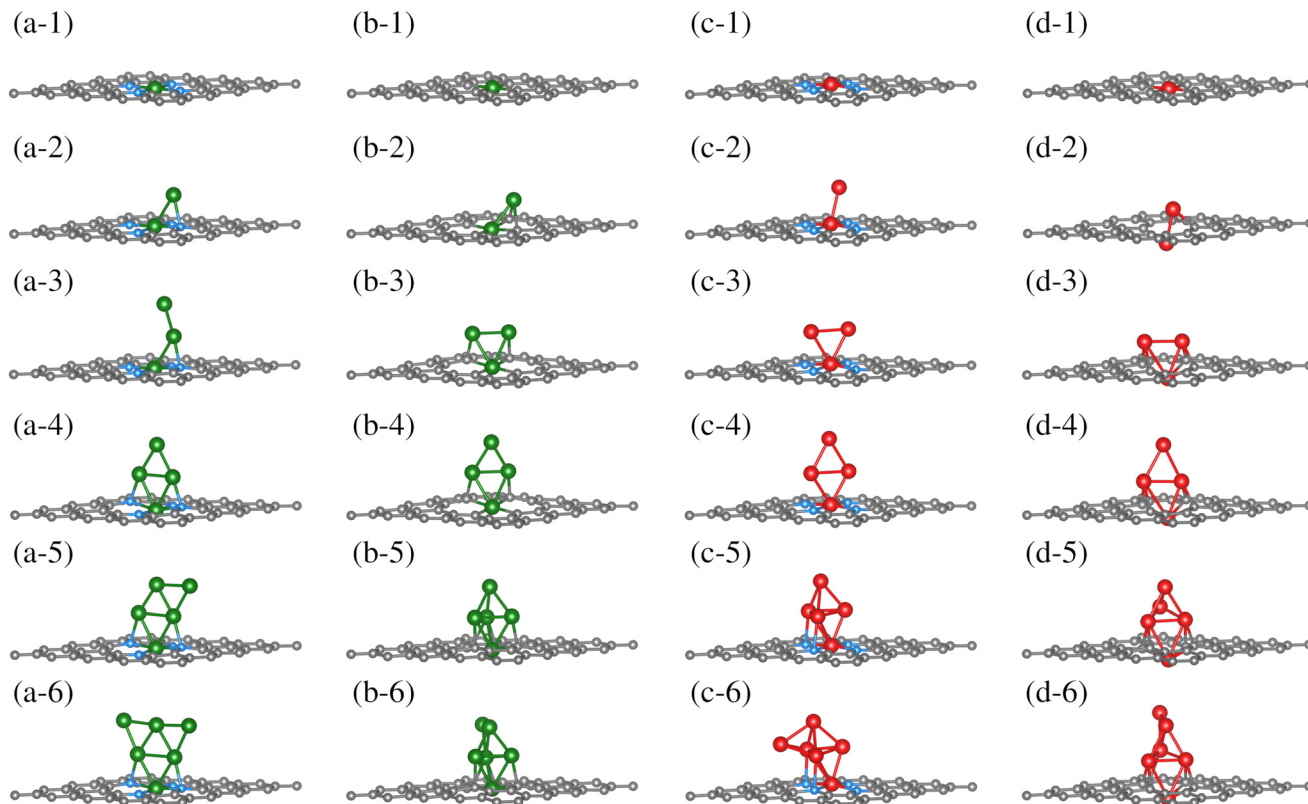 (a-1) (b-1) (c-1) (d-1)
(a-2) (b-2) (c-2) (d-2)
(a-3) (b-3) (c-3) (d-3)
(a-4) (b-4) (c-4) (d-4)
(a-5) (b-5) (c-5) (d-5)
(a-6) (b-6) (c-6) (d-6)